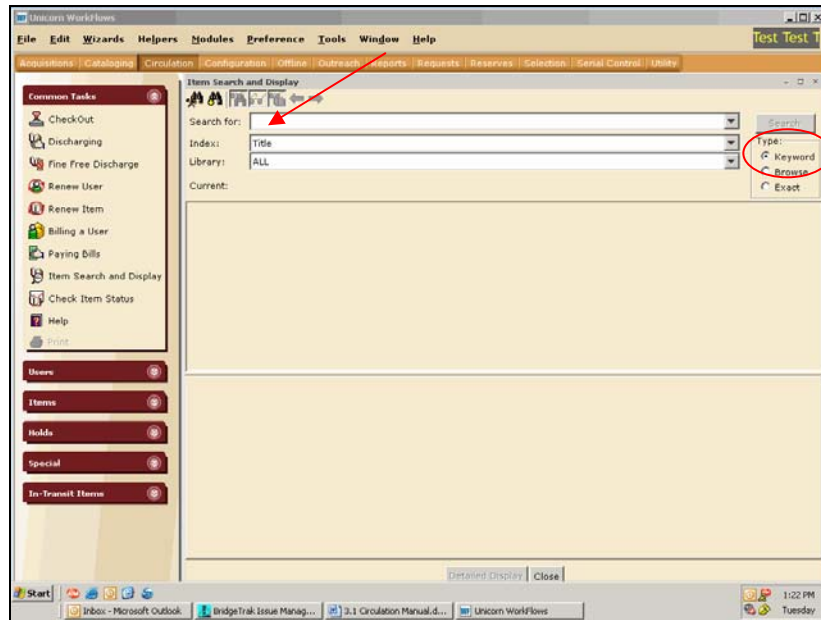 Unicorn WorkFlows
File Edit Wizards Helpers Modules Preference Tools Window Help
Test Test T
Acquisitions Cataloging Circulation Configuration Offline Outreach Reports Requests Reserves Selection Serial Control Utility
Common Tasks
CheckOut
Discharging
Fine Free Discharge
Renew User
Renew Item
Billing a User
Paying Bills
Item Search and Display
Check Item Status
Help
Print
Users
Items
Holds
Special
In-Transit Items
Item Search and Display
Search for:
Search
Index: Title
Library: ALL
Type:
Keyword
Browse
Exact
Current:
Detailed Display Close
Start
1:22 PM
Inbox - Microsoft Outlook BridgeTrak Issue Manag... 3.1 Circulation Manual.d... Unicorn WorkFlows
Tuesday